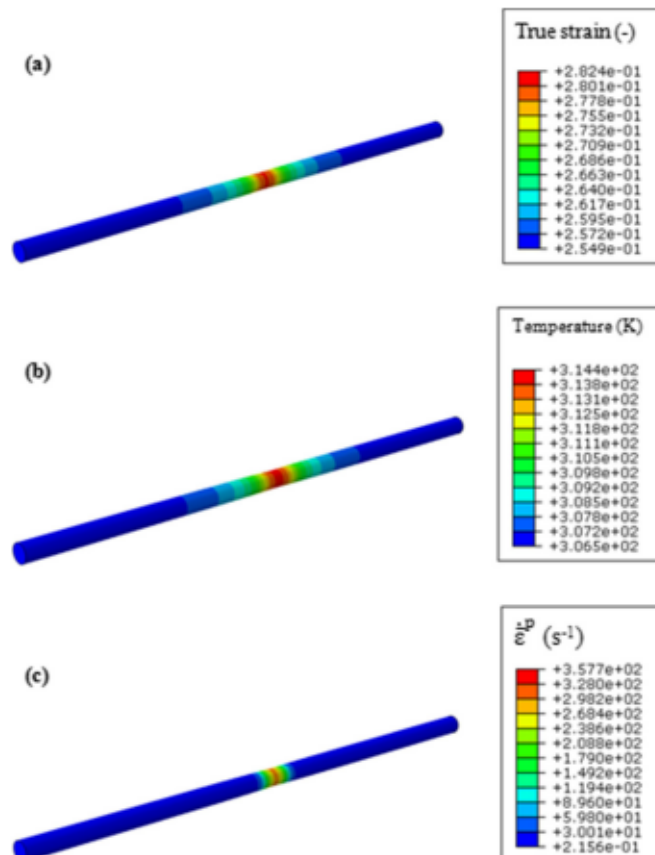 (a)
True strain (-)
+2.824e-01
+2.801e-01
+2.778e-01
+2.755e-01
+2.732e-01
+2.709e-01
+2.686e-01
+2.663e-01
+2.640e-01
+2.617e-01
+2.595e-01
+2.572e-01
+2.549e-01
(b)
Temperature (K)
+3.144e+02
+3.138e+02
+3.131e+02
+3.125e+02
+3.118e+02
+3.111e+02
+3.105e+02
+3.098e+02
+3.092e+02
+3.085e+02
+3.078e+02
+3.072e+02
+3.065e+02
(c)
ε̄̇ᵖ (s⁻¹)
+3.577e+02
+3.280e+02
+2.982e+02
+2.684e+02
+2.386e+02
+2.088e+02
+1.790e+02
+1.492e+02
+1.194e+02
+8.960e+01
+5.980e+01
+3.001e+01
+2.156e-01